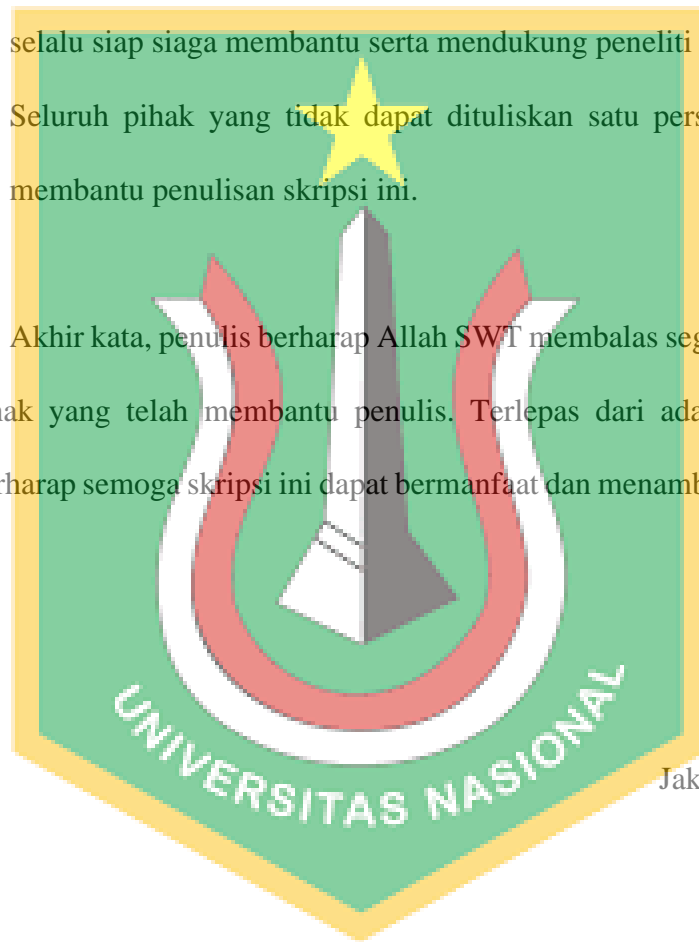 selalu siap siaga membantu serta mendukung peneliti
Seluruh pihak yang tidak dapat dituliskan satu pers
membantu penulisan skripsi ini.
Akhir kata, penulis berharap Allah SWT membalas seg
ak yang telah membantu penulis. Terlepas dari ada
rharap semoga skripsi ini dapat bermanfaat dan menamb
Jak
UNIVERSITAS NASIONAL